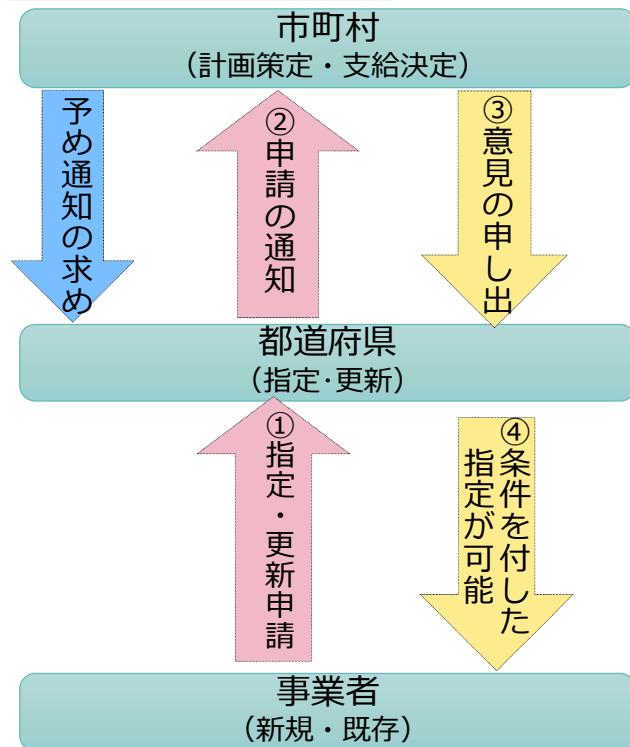 市町村
（計画策定・支給決定）
予め通知の求め
②申請の通知
③意見の申し出
都道府県
（指定･更新）
①指定・更新申請
④条件を付した
指定が可能
事業者
（新規・既存）